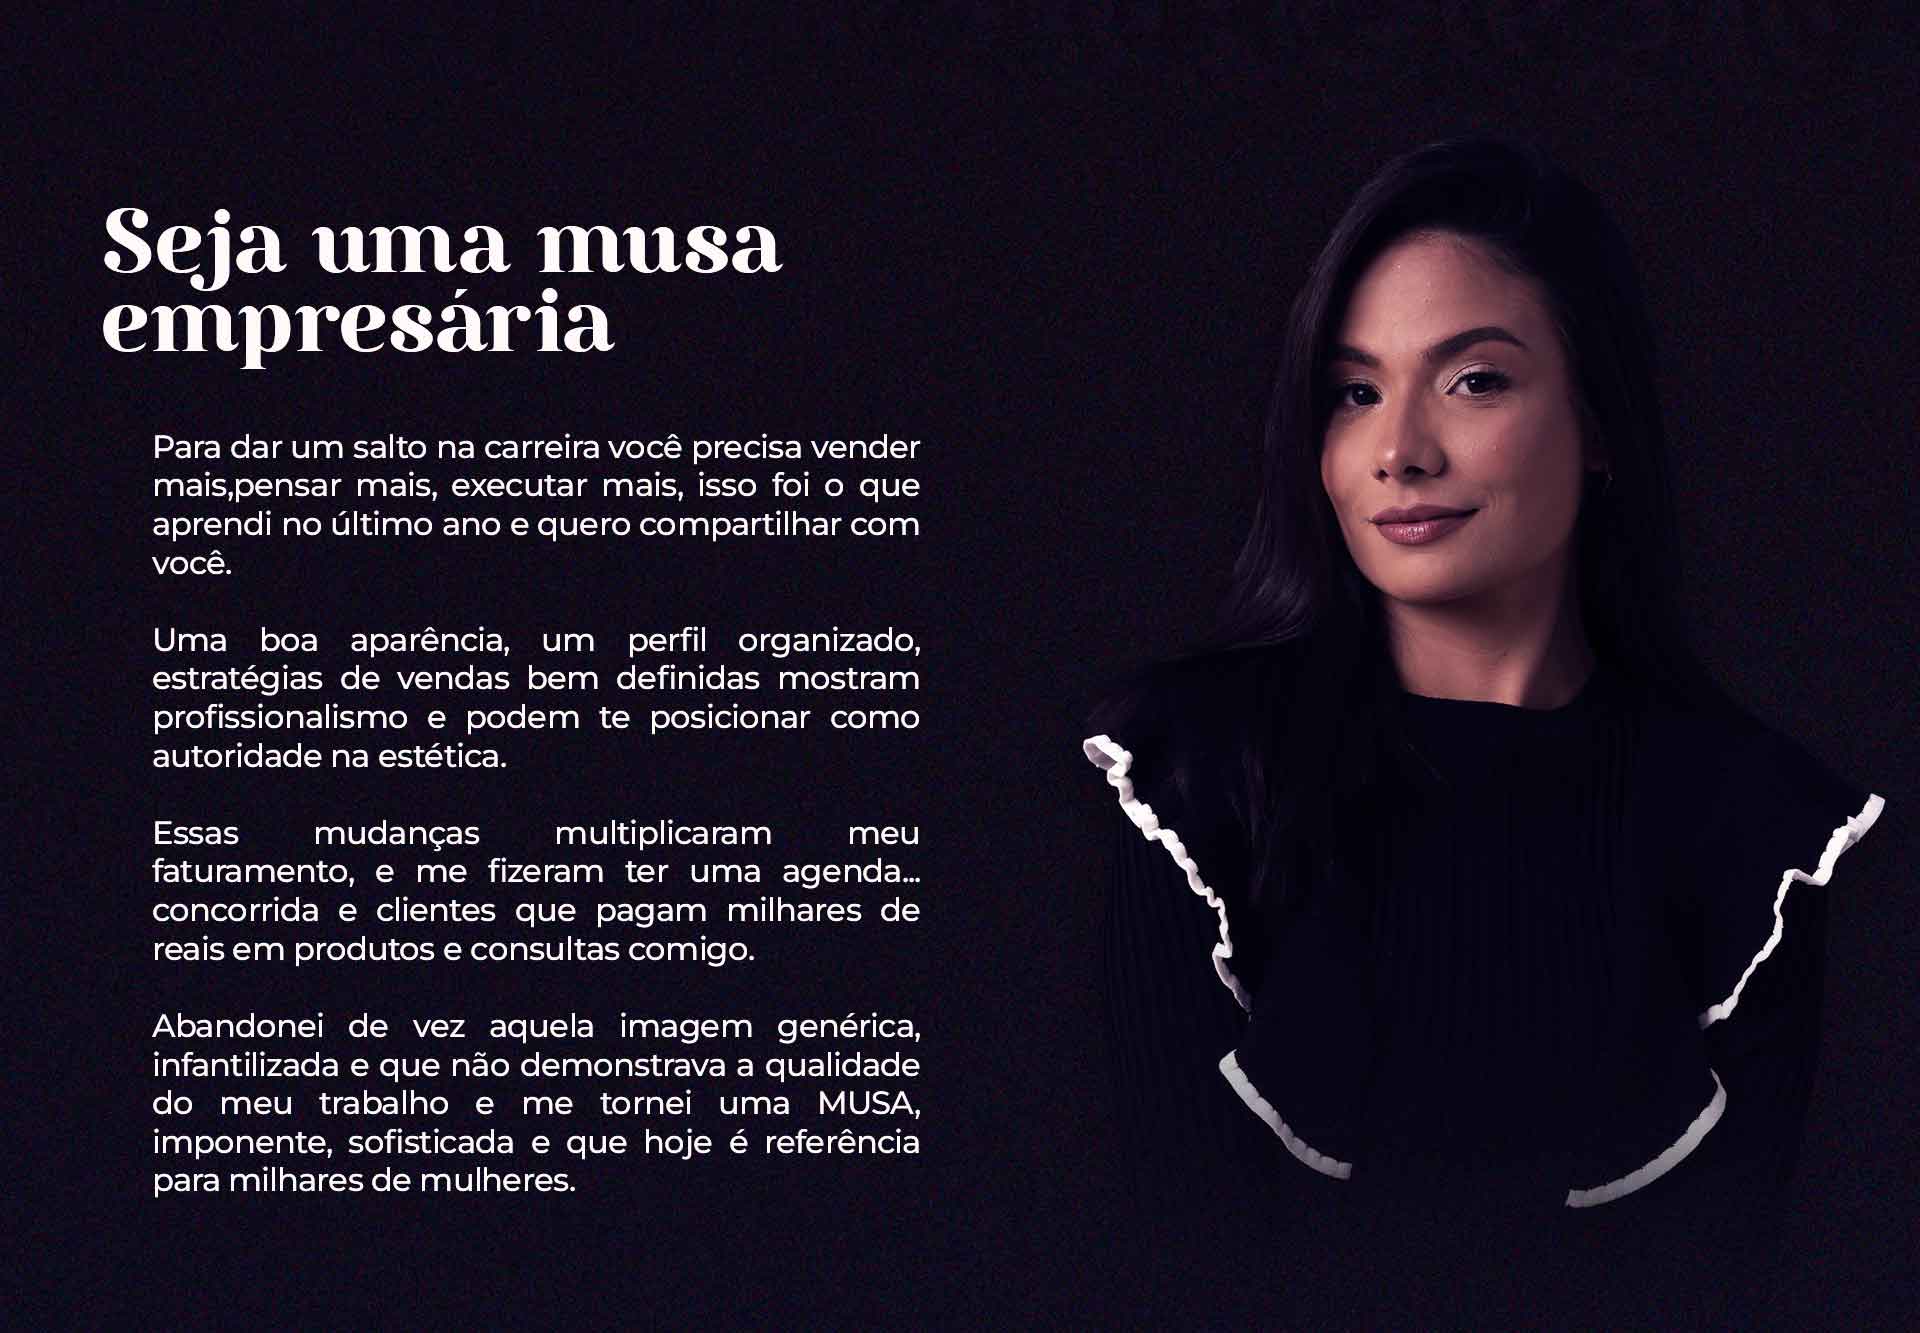 Seja uma musa
empresária
Para dar um salto na carreira você precisa vender
mais,pensar mais, executar mais, isso foi o que
aprendi no último ano e quero compartilhar com
você.
Uma boa aparência, um perfil organizado,
estratégias de vendas bem definidas mostram
profissionalismo e podem te posicionar como
autoridade na estética.
Essas mudanças multiplicaram meu
faturamento, e me fizeram ter uma agenda...
concorrida e clientes que pagam milhares de
reais em produtos e consultas comigo.
Abandonei de vez aquela imagem genérica,
infantilizada e que não demonstrava a qualidade
do meu trabalho e me tornei uma MUSA,
imponente, sofisticada e que hoje é referência
para milhares de mulheres.